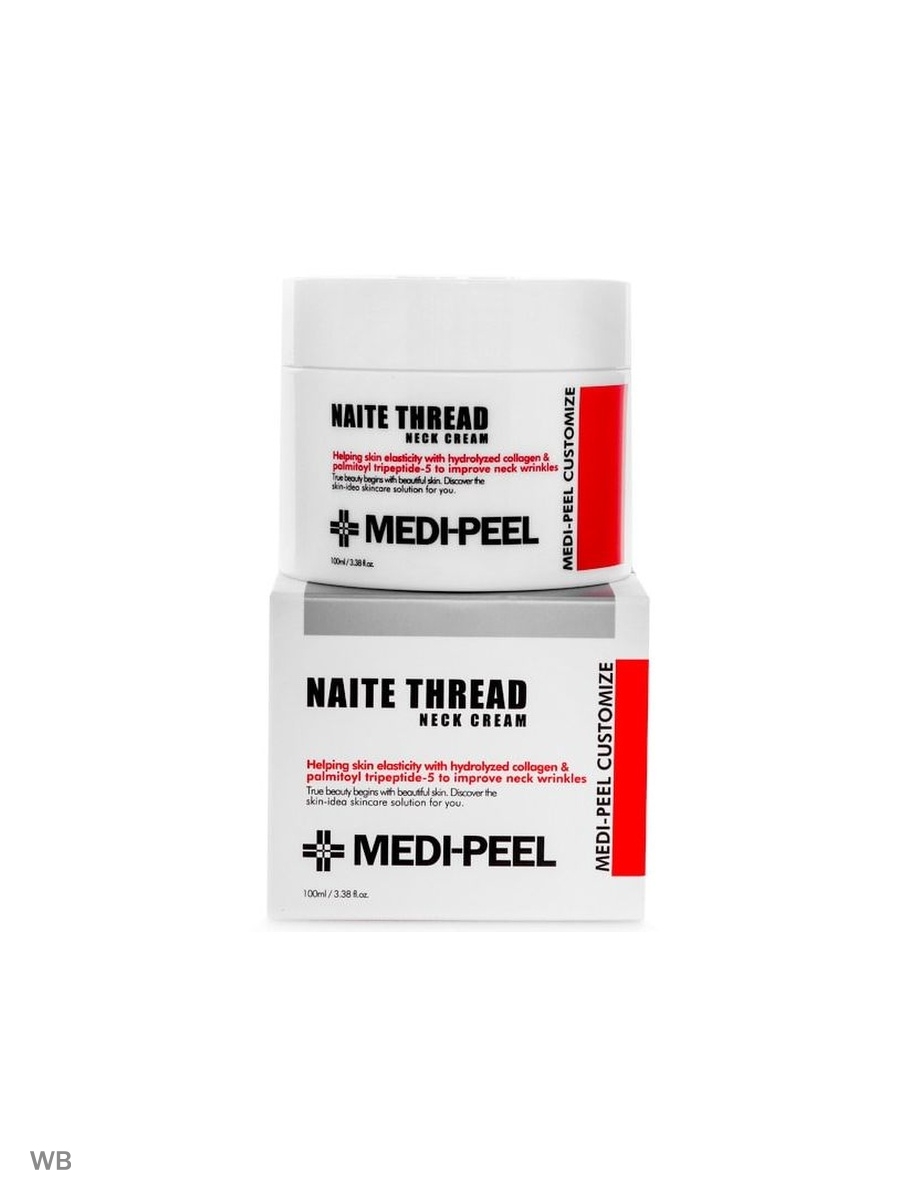 NAITE THREAD
NECK CREAM
Helping skin elasticity with hydrolyzed collagen &
palmitoyl tripeptide-5 to improve neck wrinkles
True beauty begins with beautiful skin. Discover the
skin-idea skincare solution for you.
MEDI-PEEL
100ml / 3.38 fl.oz.
MEDI-PEEL CUSTOMIZE
NAITE THREAD
NECK CREAM
Helping skin elasticity with hydrolyzed collagen &
palmitoyl tripeptide-5 to improve neck wrinkles
True beauty begins with beautiful skin. Discover the
skin-idea skincare solution for you.
MEDI-PEEL
100ml / 3.38 fl.oz.
MEDI-PEEL CUSTOMIZE
WB